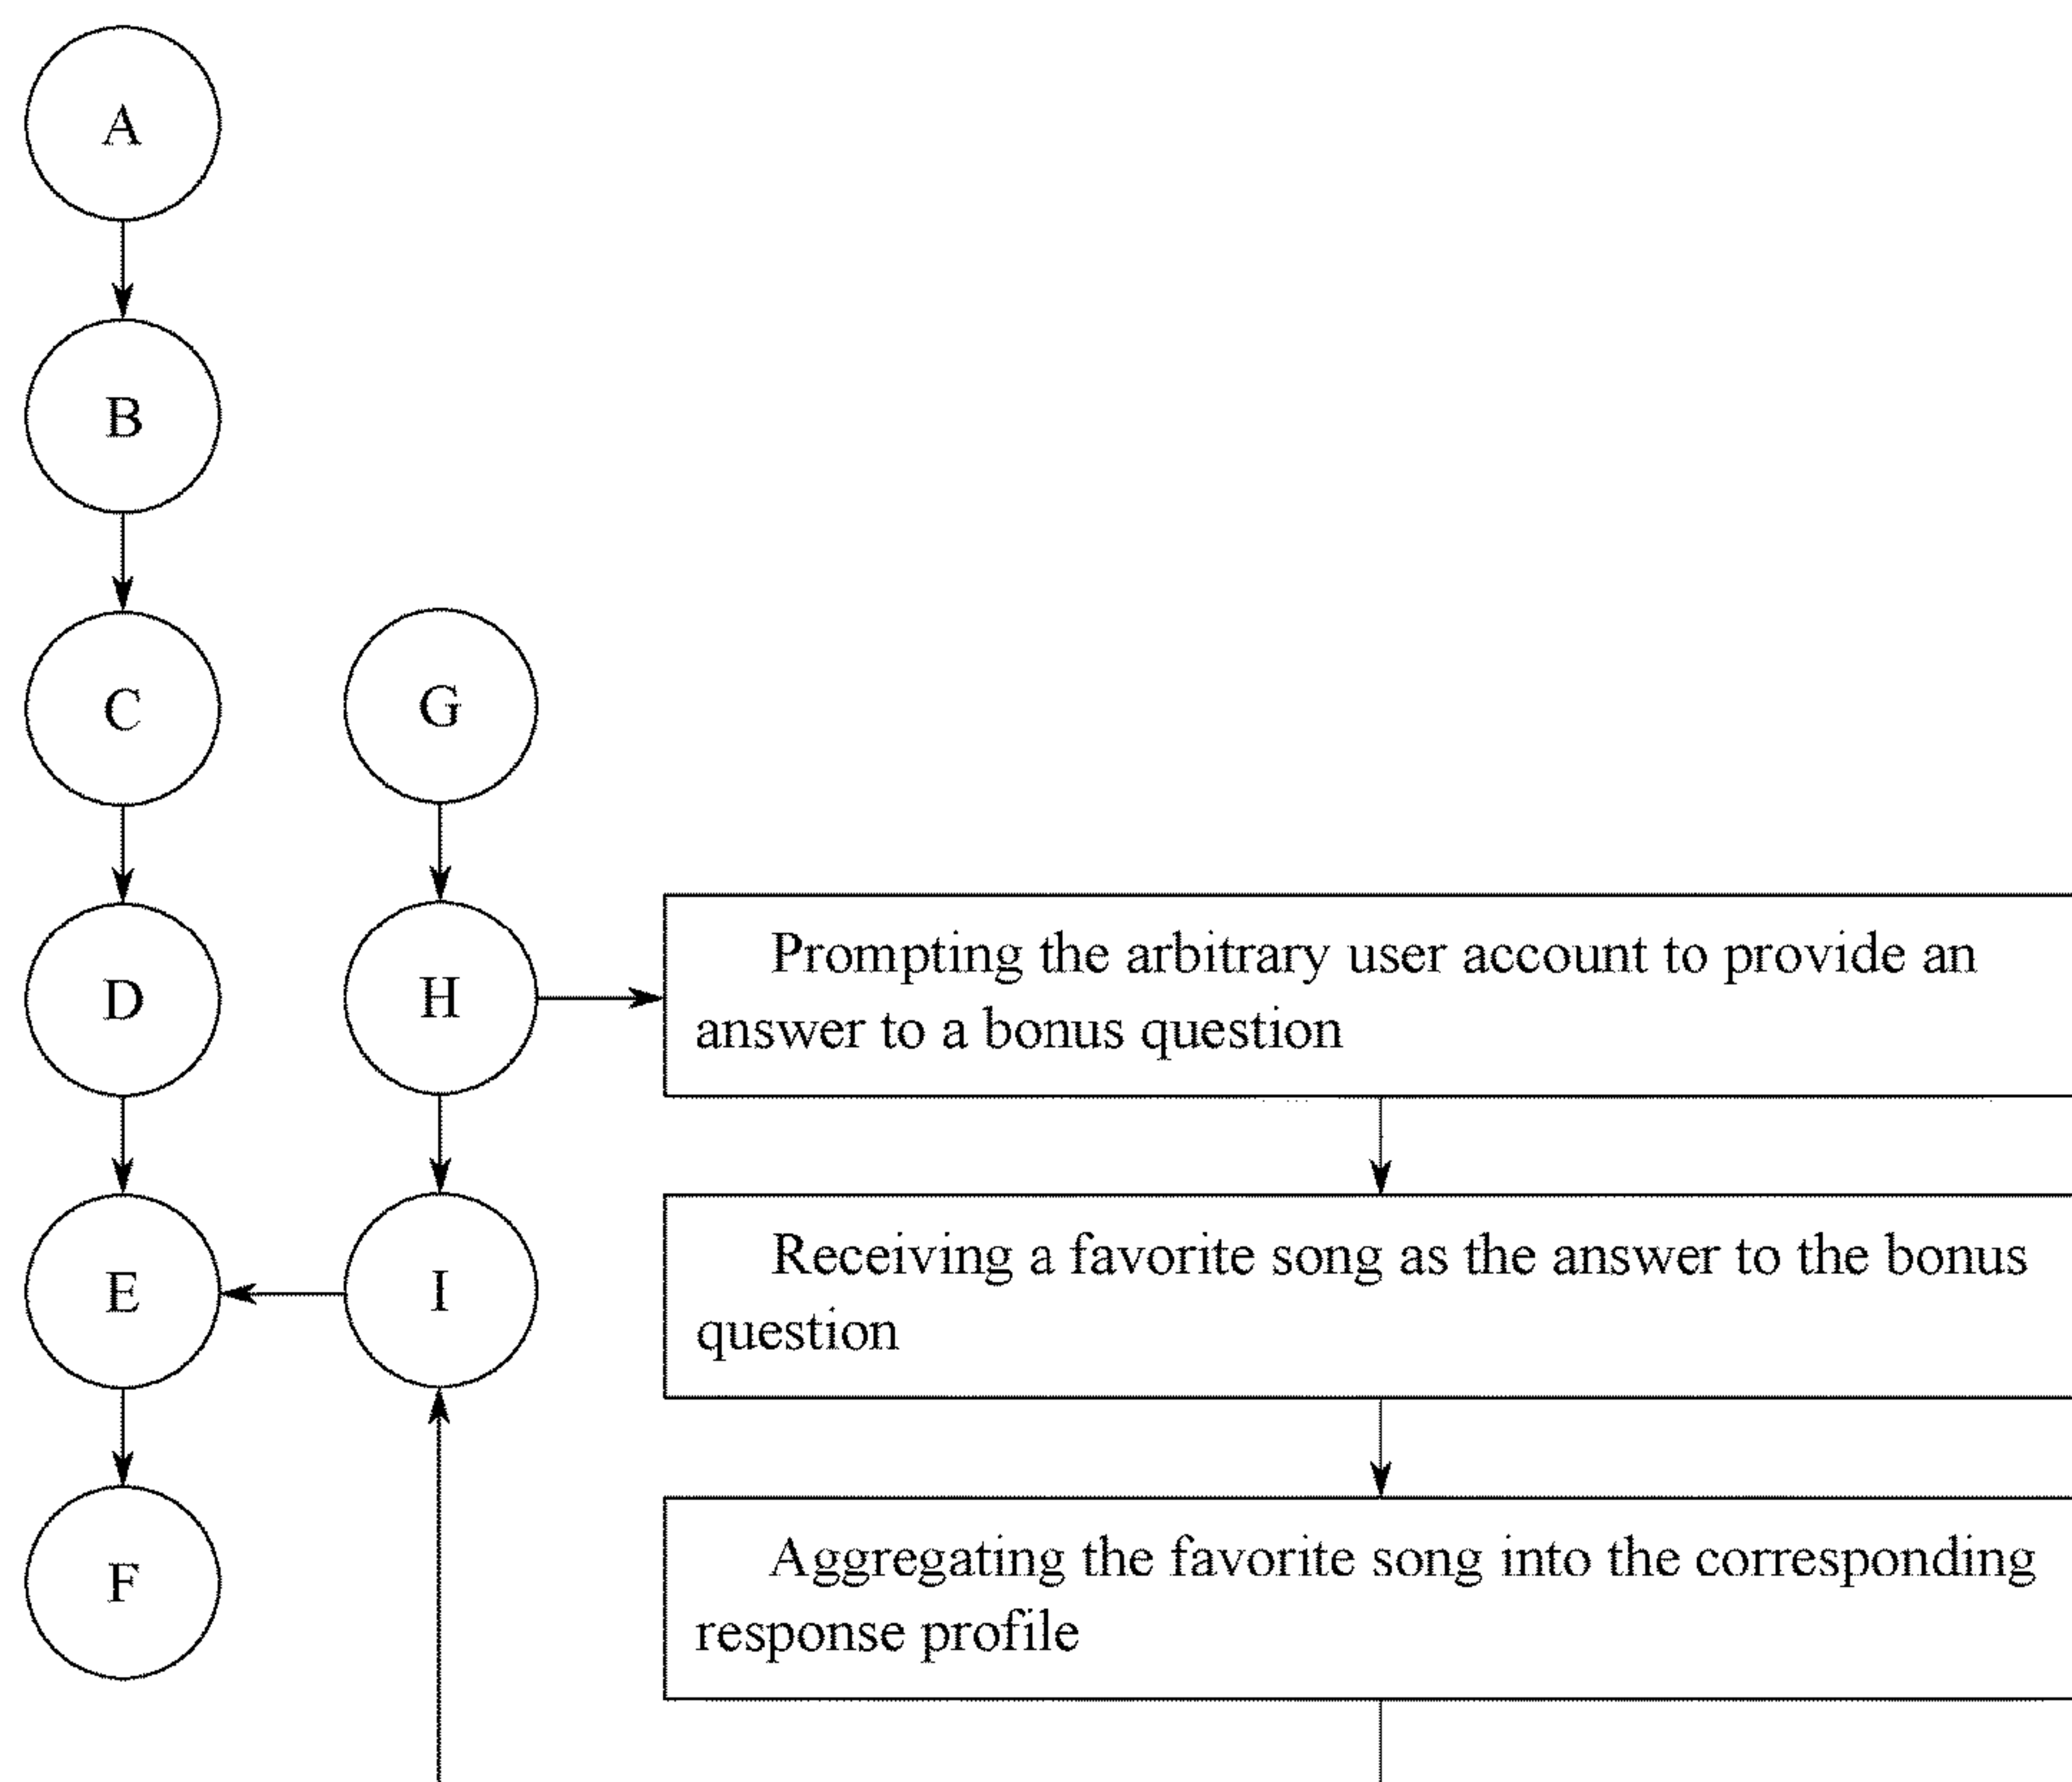 A
B
C
G
D
H
Prompting the arbitrary user account to provide an
answer to a bonus question
E
I
Receiving a favorite song as the answer to the bonus
question
F
Aggregating the favorite song into the corresponding
response profile